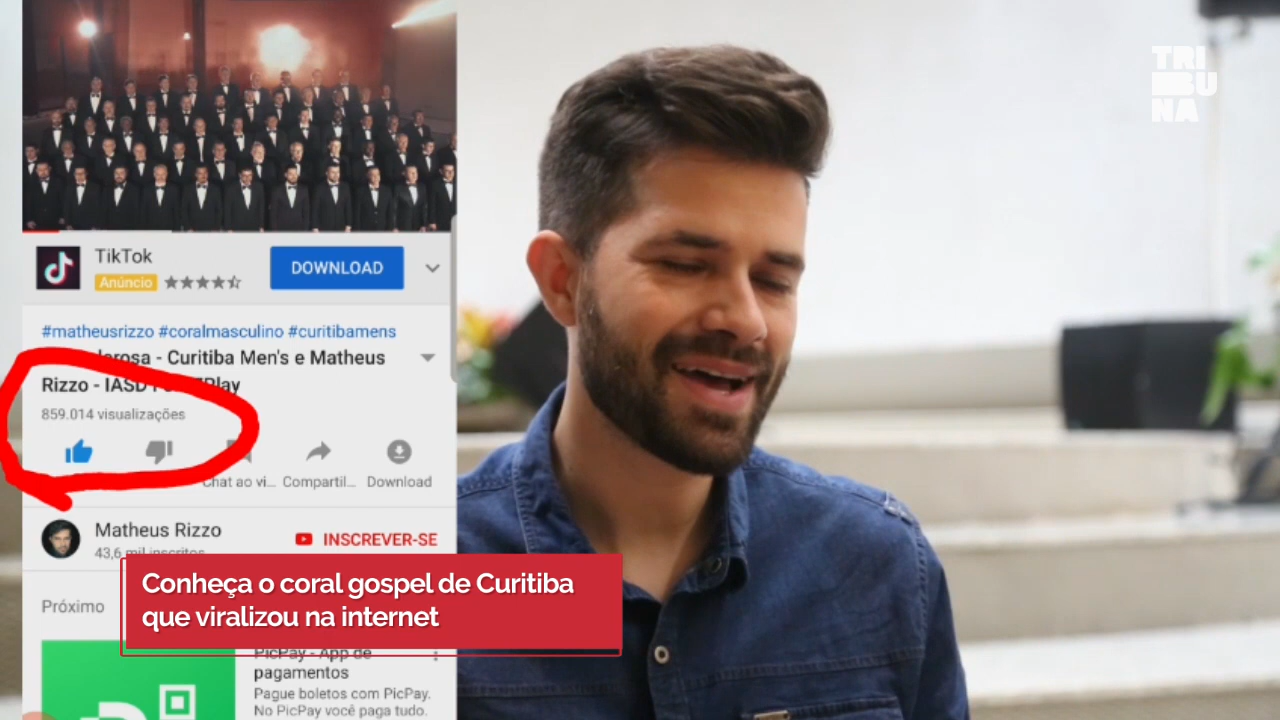 TRI
BU
NA
TikTok
Anúncio
DOWNLOAD
#matheusrizzo #coralmasculino #curitibamens
- Curitiba Men's e Matheus
Rizzo - IASD
859.014 visualizações
Chat ao vi... Compartil... Download
Matheus Rizzo
43,6 mil inscritos
INSCREVER-SE
Conheça o coral gospel de Curitiba
que viralizou na internet
Próximo
PicPay - App de
pagamentos
Pague boletos com PicPay.
No PicPay você paga tudo.